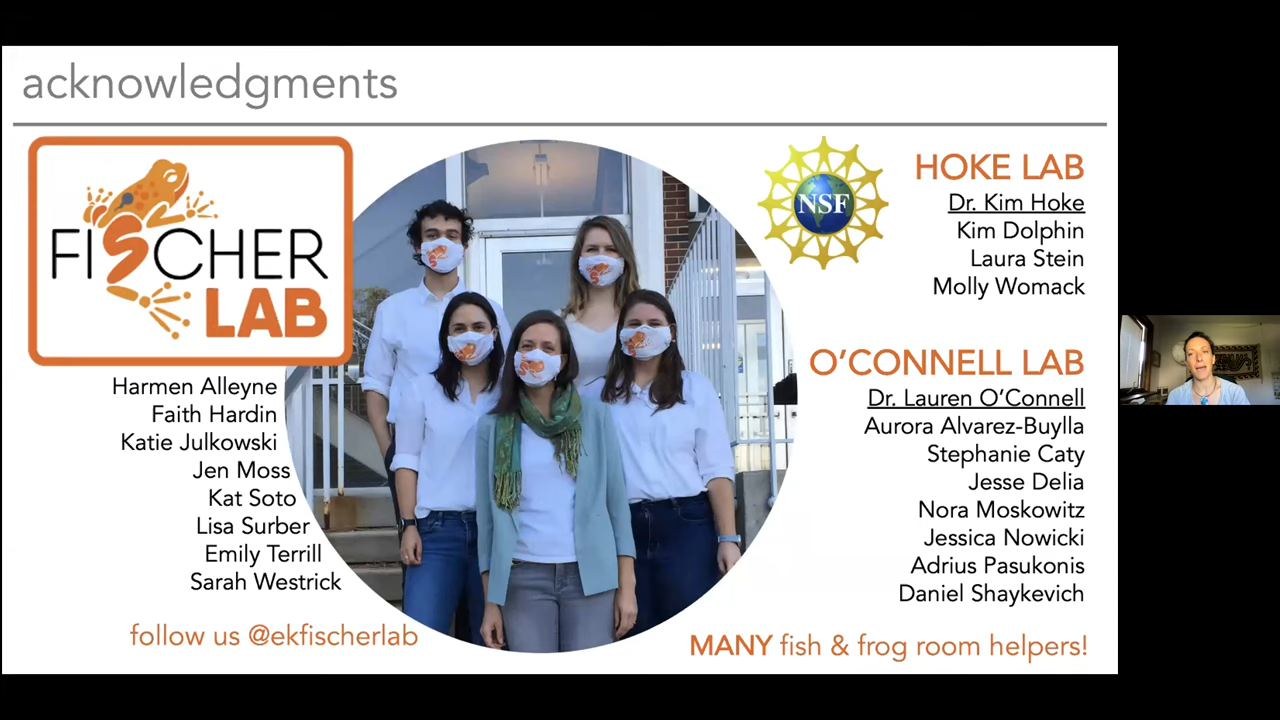 acknowledgments
FISCHER
LAB
Harmen Alleyne
Faith Hardin
Katie Julkowski
Jen Moss
Kat Soto
Lisa Surber
Emily Terrill
Sarah Westrick
follow us @ekfischerlab
NSF
HOKE LAB
Dr. Kim Hoke
Kim Dolphin
Laura Stein
Molly Womack
O'CONNELL LAB
Dr. Lauren O'Connell
Aurora Alvarez-Buylla
Stephanie Caty
Jesse Delia
Nora Moskowitz
Jessica Nowicki
Adrius Pasukonis
Daniel Shaykevich
MANY fish & frog room helpers!